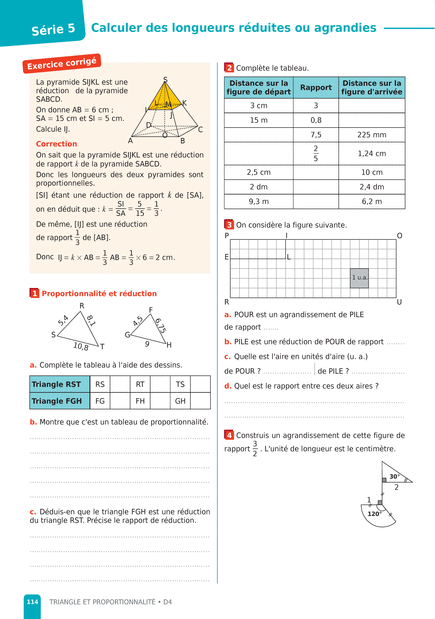 Série 5
Calculer des longueurs réduites ou agrandies
Exercice corrigé
La pyramide SIJKL est une
réduction de la pyramide
SABCD.
On donne AB = 6 cm ;
SA = 15 cm et SI = 5 cm.
Calcule IJ.
S
L
M
K
I
J
D
C
O
A
B
Correction
On sait que la pyramide SIJKL est une réduction
de rapport k de la pyramide SABCD.
Donc les longueurs des deux pyramides sont
proportionnelles.
[SI] étant une réduction de rapport k de [SA],
on en déduit que : k = SI/SA = 5/15 = 1/3.
De même, [IJ] est une réduction
de rapport 1/3 de [AB].
Donc IJ = k × AB = 1/3 AB = 1/3 × 6 = 2 cm.
1 Proportionnalité et réduction
R
5,4
8,1
S
10,8
T
F
4,5
6,75
G
9
H
a. Complète le tableau à l'aide des dessins.
Triangle RST RS RT TS
Triangle FGH FG FH GH
b. Montre que c'est un tableau de proportionnalité.
c. Déduis-en que le triangle FGH est une réduction
du triangle RST. Précise le rapport de réduction.
2 Complète le tableau.
Distance sur la figure de départ Rapport Distance sur la figure d'arrivée
3 cm 3
15 m 0,8
7,5 225 mm
2/5 1,24 cm
2,5 cm 10 cm
2 dm 2,4 dm
9,3 m 6,2 m
3 On considère la figure suivante.
P I O
E L
1 u.a.
R U
a. POUR est un agrandissement de PILE
de rapport .......
b. PILE est une réduction de POUR de rapport ........
c. Quelle est l'aire en unités d'aire (u. a.)
de POUR ? ...................... de PILE ? ........................
d. Quel est le rapport entre ces deux aires ?
4 Construis un agrandissement de cette figure de
rapport 3/2 . L'unité de longueur est le centimètre.
30°
2
1
120°
114 TRIANGLE ET PROPORTIONNALITÉ • D4